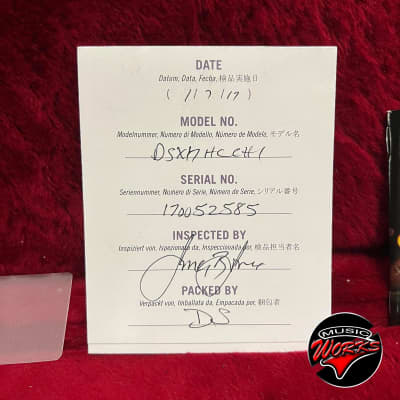 DATE
Datum, Data, Fecha, 検品実施日
( 1/7/17 )
MODEL NO.
Modelnummer, Numero di Modello, Número de Modelo, モデル名
DSXA7HCCH1
SERIAL NO.
Seriennummer, Numero di Serie, Número de Serie, シリアル番号
170052585
INSPECTED BY
Inspiziert von, Ispezionato da, Inspeccionado por, 検品担当者名
PACKED BY
Verpackt von, Imballata da, Empacada por, 梱包者
DS
MUSIC
WORKS